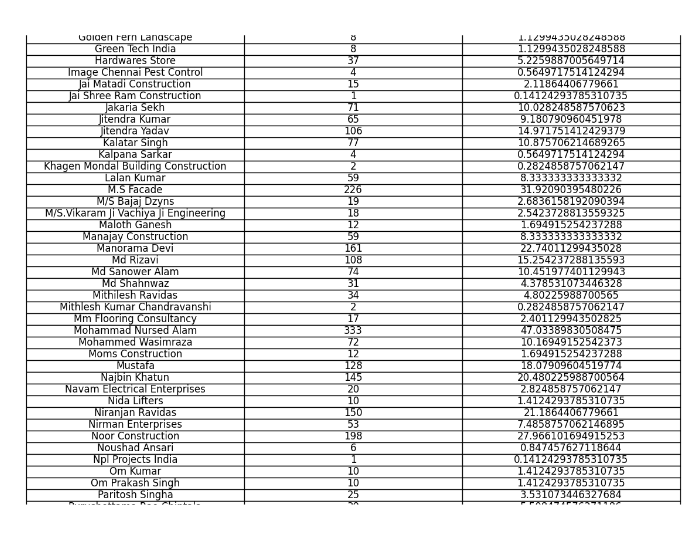 Golden Fern Landscape 8 1.1299435028248588
Green Tech India 8 1.1299435028248588
Hardwares Store 37 5.2259887005649714
Image Chennai Pest Control 4 0.5649717514124294
Jai Matadi Construction 15 2.11864406779661
Jai Shree Ram Construction 1 0.14124293785310735
Jakaria Sekh 71 10.028248587570623
Jitendra Kumar 65 9.180790960451978
Jitendra Yadav 106 14.971751412429379
Kalatar Singh 77 10.875706214689265
Kalpana Sarkar 4 0.5649717514124294
Khagen Mondal Building Construction 2 0.2824858757062147
Lalan Kumar 59 8.333333333333332
M.S Facade 226 31.92090395480226
M/S Bajaj Dzyns 19 2.6836158192090394
M/S.Vikaram Ji Vachiya Ji Engineering 18 2.5423728813559325
Maloth Ganesh 12 1.694915254237288
Manajay Construction 59 8.333333333333332
Manorama Devi 161 22.74011299435028
Md Rizavi 108 15.254237288135593
Md Sanower Alam 74 10.451977401129943
Md Shahnwaz 31 4.378531073446328
Mithilesh Ravidas 34 4.80225988700565
Mithlesh Kumar Chandravanshi 2 0.2824858757062147
Mm Flooring Consultancy 17 2.401129943502825
Mohammad Nursed Alam 333 47.03389830508475
Mohammed Wasimraza 72 10.16949152542373
Moms Construction 12 1.694915254237288
Mustafa 128 18.07909604519774
Najbin Khatun 145 20.480225988700564
Navam Electrical Enterprises 20 2.824858757062147
Nida Lifters 10 1.4124293785310735
Niranjan Ravidas 150 21.1864406779661
Nirman Enterprises 53 7.4858757062146895
Noor Construction 198 27.966101694915253
Noushad Ansari 6 0.847457627118644
Npl Projects India 1 0.14124293785310735
Om Kumar 10 1.4124293785310735
Om Prakash Singh 10 1.4124293785310735
Paritosh Singha 25 3.531073446327684